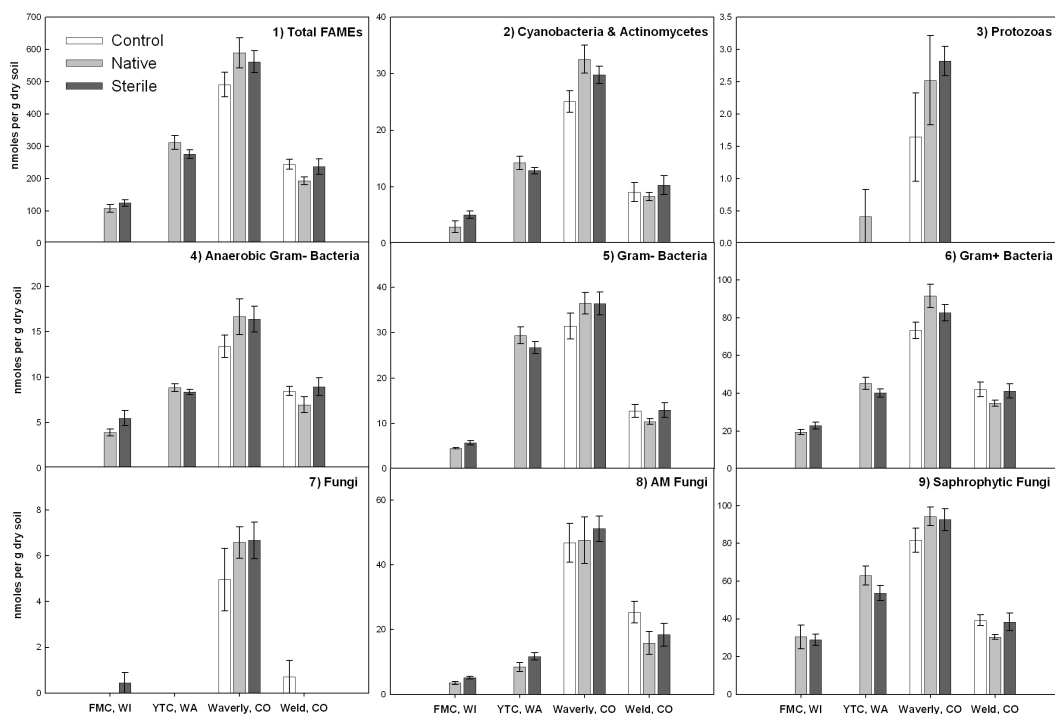 1) Total FAMEs
2) Cyanobacteria & Actinomycetes
3) Protozoas
Control
Native
Sterile
nmoles per g dry soil
700
600
500
400
300
200
100
0
40
30
20
10
0
3.5
3.0
2.5
2.0
1.5
1.0
0.5
0.0
4) Anaerobic Gram- Bacteria
5) Gram- Bacteria
6) Gram+ Bacteria
nmoles per g dry soil
20
15
10
5
0
40
30
20
10
0
100
80
60
40
20
0
7) Fungi
8) AM Fungi
9) Saphrophytic Fungi
nmoles per g dry soil
8
6
4
2
0
60
40
20
0
100
80
60
40
20
0
FMC, WI YTC, WA Waverly, CO Weld, CO
FMC, WI YTC, WA Waverly, CO Weld, CO
FMC, WI YTC, WA Waverly, CO Weld, CO